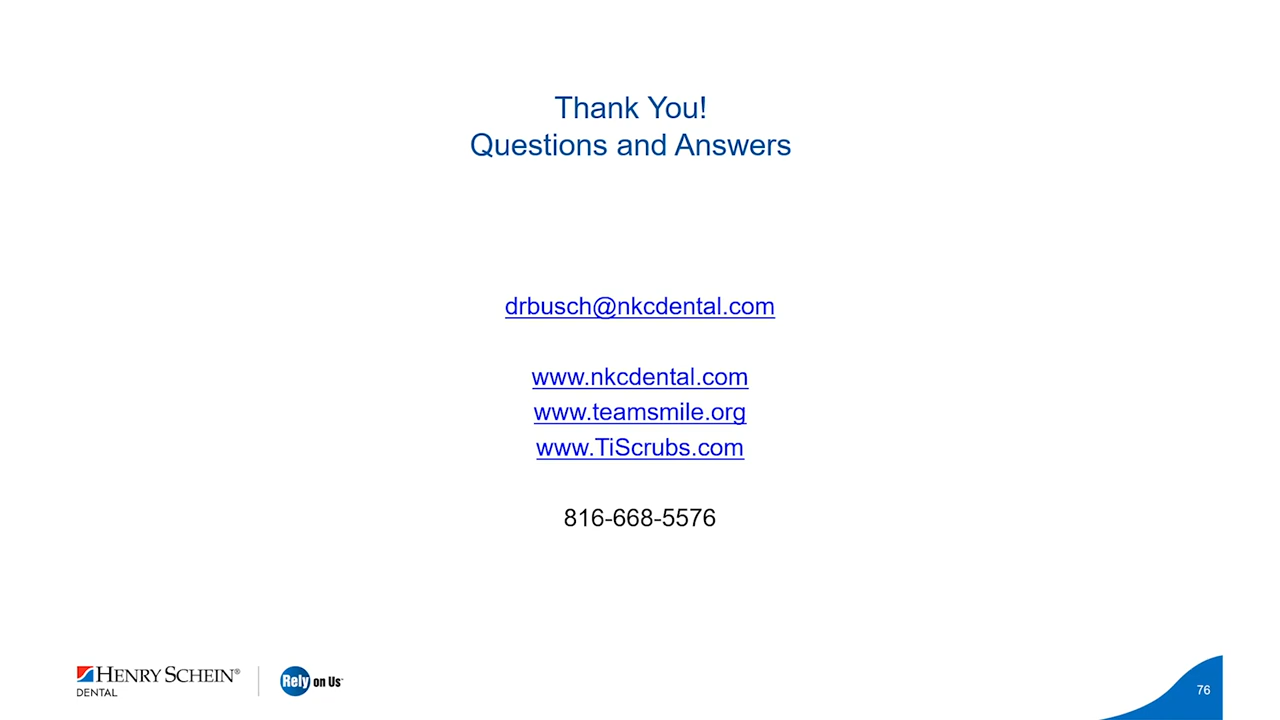 Thank You!
Questions and Answers
drbusch@nkcdental.com
www.nkcdental.com
www.teamsmile.org
www.TiScrubs.com
816-668-5576
HENRY SCHEIN®
DENTAL
Rely on Us™
76